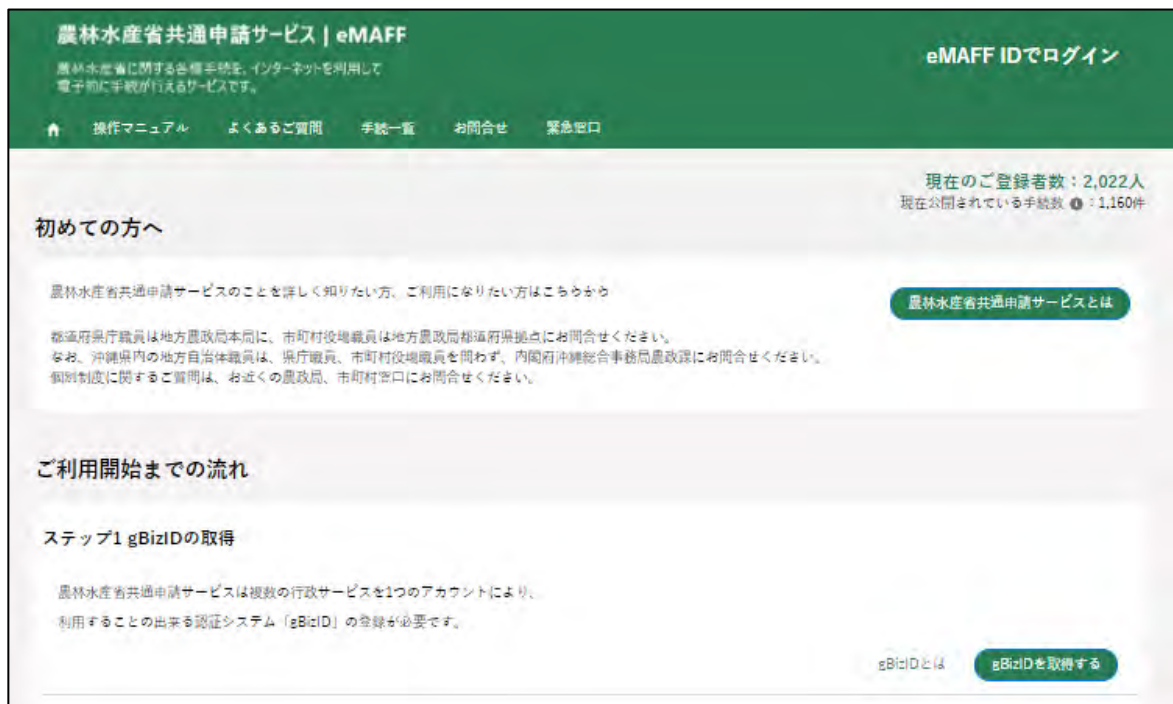 農林水産省共通申請サービス | eMAFF
農林水産省に関する各種手続を、インターネットを利用して
電子的に手続が行えるサービスです。
eMAFF IDでログイン
操作マニュアル よくあるご質問 手続一覧 お問合せ 緊急窓口
現在のご登録者数：2,022人
現在公開されている手続数 ：1,160件
初めての方へ
農林水産省共通申請サービスのことを詳しく知りたい方、ご利用になりたい方はこちらから
農林水産省共通申請サービスとは
都道府県庁職員は地方農政局本局に、市町村役場職員は地方農政局都道府県拠点にお問合せください。
なお、沖縄県内の地方自治体職員は、県庁職員、市町村役場職員を問わず、内閣府沖縄総合事務局農政課にお問合せください。
個別制度に関するご質問は、お近くの農政局、市町村窓口にお問合せください。
ご利用開始までの流れ
ステップ1 gBizIDの取得
農林水産省共通申請サービスは複数の行政サービスを1つのアカウントにより、
利用することの出来る認証システム「gBizID」の登録が必要です。
gBizIDとは gBizIDを取得する